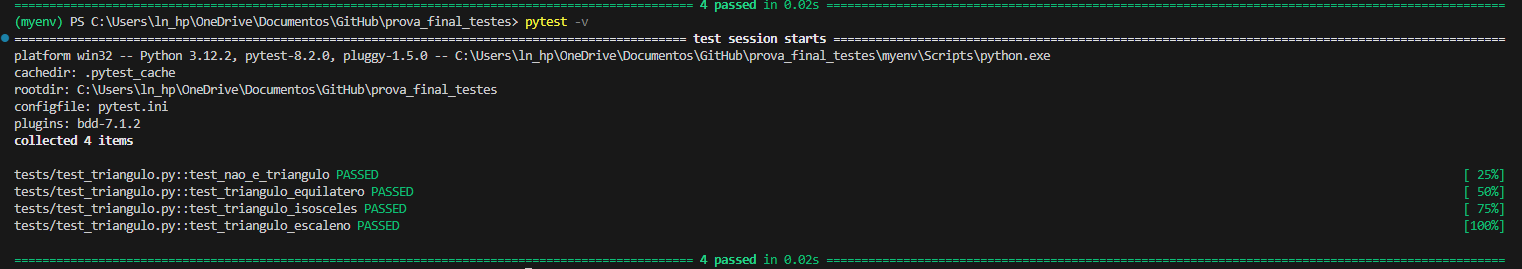 ============ 4 passed in 0.02s ============
(myenv) PS C:\Users\ln_hp\OneDrive\Documentos\GitHub\prova_final_testes> pytest -v
============ test session starts ============
platform win32 -- Python 3.12.2, pytest-8.2.0, pluggy-1.5.0 -- C:\Users\ln_hp\OneDrive\Documentos\GitHub\prova_final_testes\myenv\Scripts\python.exe
cachedir: .pytest_cache
rootdir: C:\Users\ln_hp\OneDrive\Documentos\GitHub\prova_final_testes
configfile: pytest.ini
plugins: bdd-7.1.2
collected 4 items
tests/test_triangulo.py::test_nao_e_triangulo PASSED [ 25%]
tests/test_triangulo.py::test_triangulo_equilatero PASSED [ 50%]
tests/test_triangulo.py::test_triangulo_isosceles PASSED [ 75%]
tests/test_triangulo.py::test_triangulo_escaleno PASSED [100%]
============ 4 passed in 0.02s ============